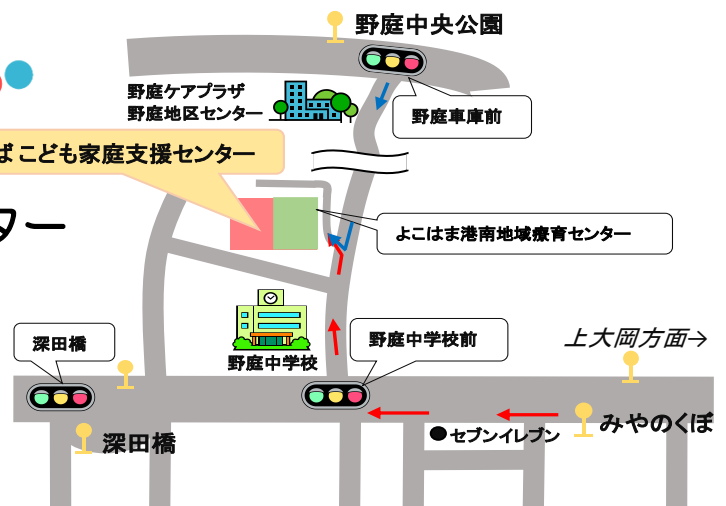 野庭中央公園
野庭ケアプラザ
野庭地区センター
野庭車庫前
ばこども家庭支援センター
ター
よこはま港南地域療育センター
深田橋
野庭中学校前
上大岡方面→
野庭中学校
みやのくぼ
セブンイレブン
深田橋